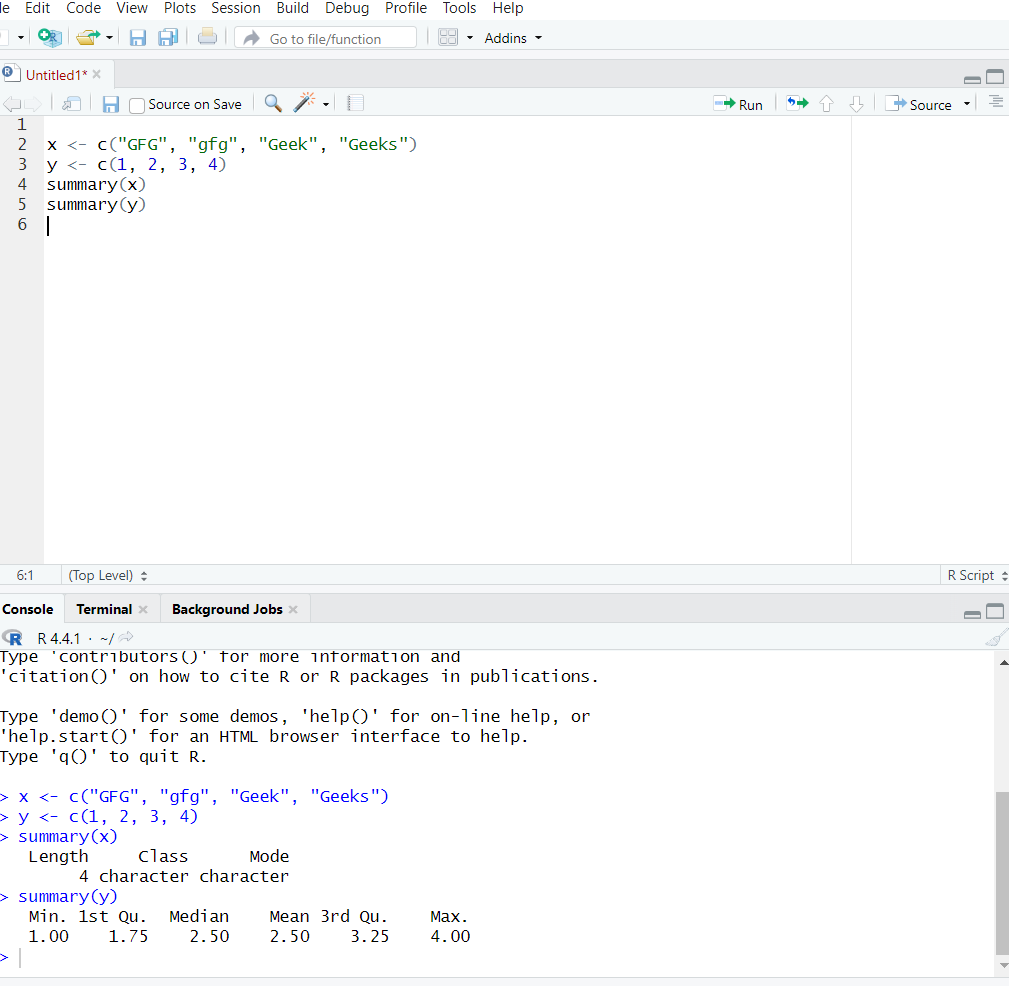 Edit Code View Plots Session Build Debug Profile Tools Help
Go to file/function Addins
Untitled1*
Source on Save Run Source
1
2 x <- c("GFG", "gfg", "Geek", "Geeks")
3 y <- c(1, 2, 3, 4)
4 summary(x)
5 summary(y)
6
6:1 (Top Level) R Script
Console Terminal Background Jobs
R R 4.4.1 · ~/
Type 'contributors()' for more information and
'citation()' on how to cite R or R packages in publications.
Type 'demo()' for some demos, 'help()' for on-line help, or
'help.start()' for an HTML browser interface to help.
Type 'q()' to quit R.
> x <- c("GFG", "gfg", "Geek", "Geeks")
> y <- c(1, 2, 3, 4)
> summary(x)
Length Class Mode
4 character character
> summary(y)
Min. 1st Qu. Median Mean 3rd Qu. Max.
1.00 1.75 2.50 2.50 3.25 4.00
>